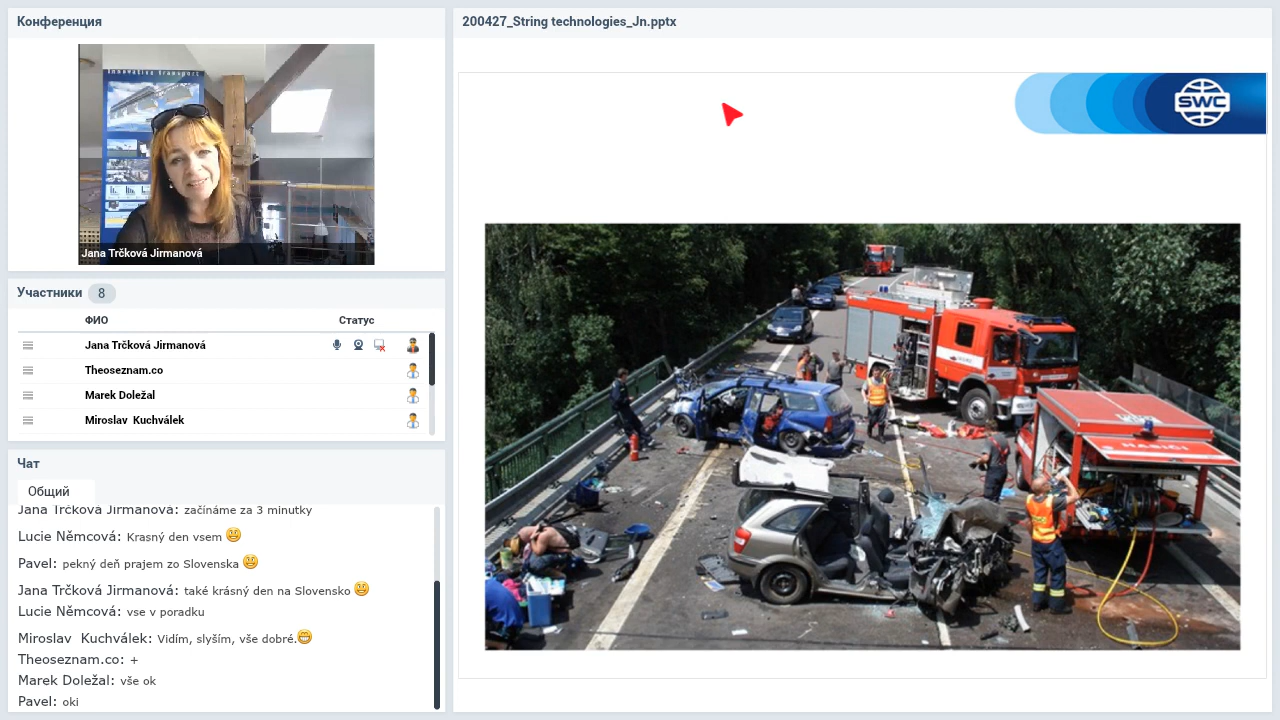 Конференция
Innovative transport
Jana Trčková Jirmanová
Участники 8
ФИО Статус
Jana Trčková Jirmanová
Theoseznam.co
Marek Doležal
Miroslav Kuchválek
Чат
Общий
Jana Trčková Jirmanová: začínáme za 3 minutky
Lucie Němcová: Krasný den vsem
Pavel: pekný deň prajem zo Slovenska
Jana Trčková Jirmanová: také krásný den na Slovensko
Lucie Němcová: vse v poradku
Miroslav Kuchválek: Vidím, slyším, vše dobré.
Theoseznam.co: +
Marek Doležal: vše ok
Pavel: oki
200427_String technologies_Jn.pptx
SWC
HASIČI